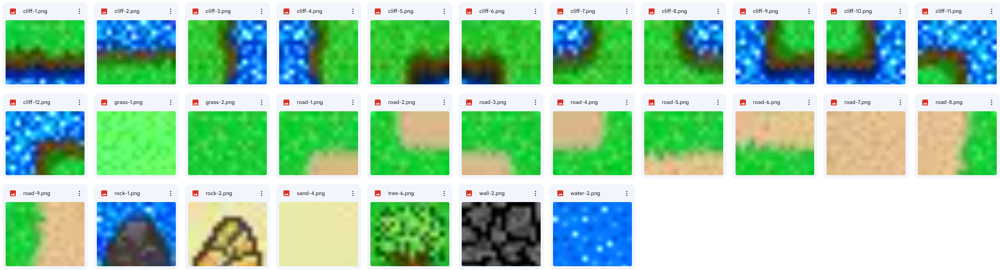 cliff-1.png
cliff-2.png
cliff-3.png
cliff-4.png
cliff-5.png
cliff-6.png
cliff-7.png
cliff-8.png
cliff-9.png
cliff-10.png
cliff-11.png
cliff-12.png
grass-1.png
grass-2.png
road-1.png
road-2.png
road-3.png
road-4.png
road-5.png
road-6.png
road-7.png
road-8.png
road-9.png
rock-1.png
rock-2.png
sand-4.png
tree-6.png
wall-2.png
water-2.png